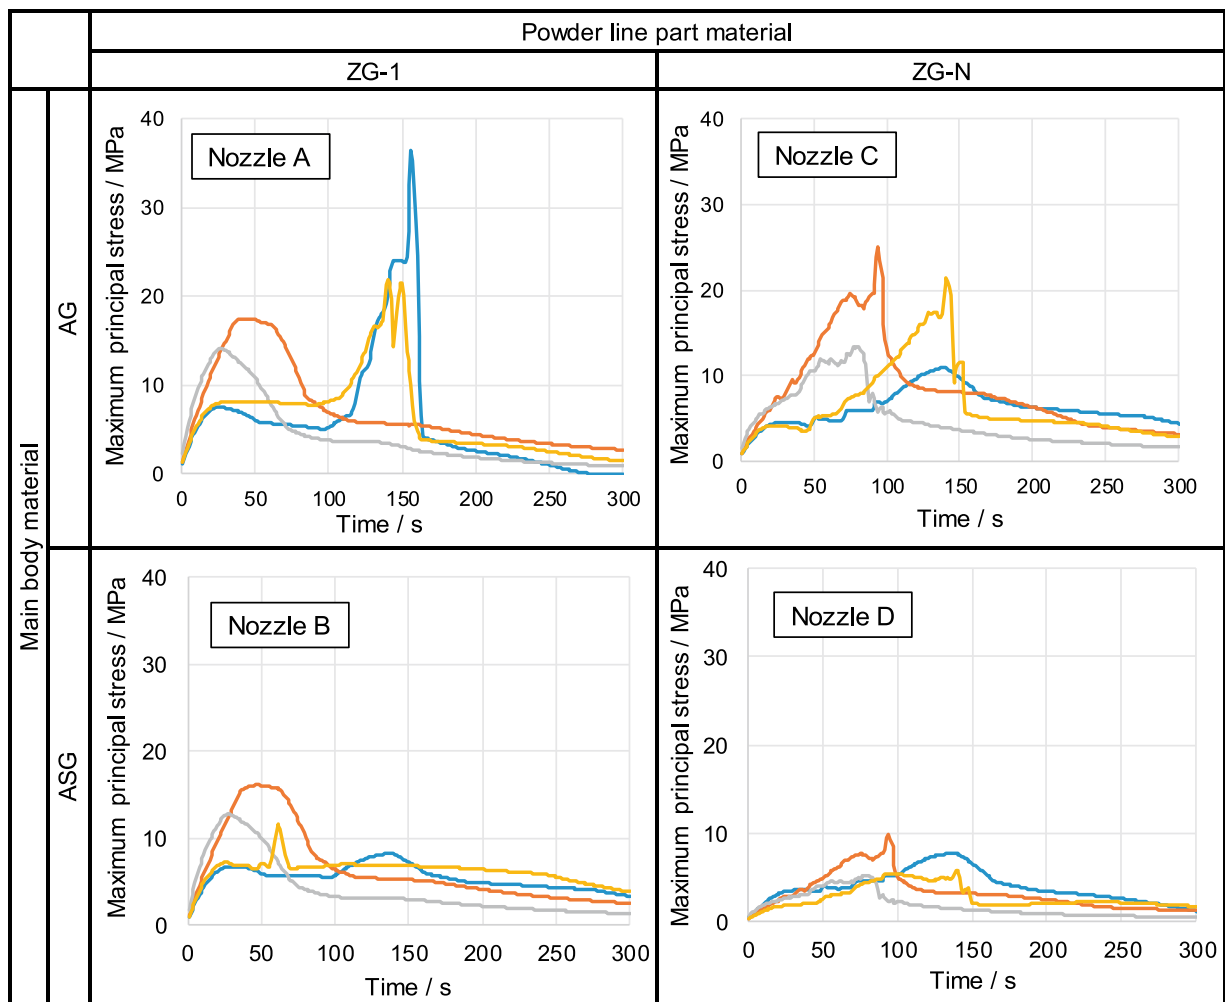 Powder line part material
ZG-1
ZG-N
Main body material
AG
Maximum principal stress / MPa
40
30
20
10
0
Nozzle A
0 50 100 150 200 250 300
Time / s
Maximum principal stress / MPa
40
30
20
10
0
Nozzle C
0 50 100 150 200 250 300
Time / s
ASG
Maximum principal stress / MPa
40
30
20
10
0
Nozzle B
0 50 100 150 200 250 300
Time / s
Maximum principal stress / MPa
40
30
20
10
0
Nozzle D
0 50 100 150 200 250 300
Time / s